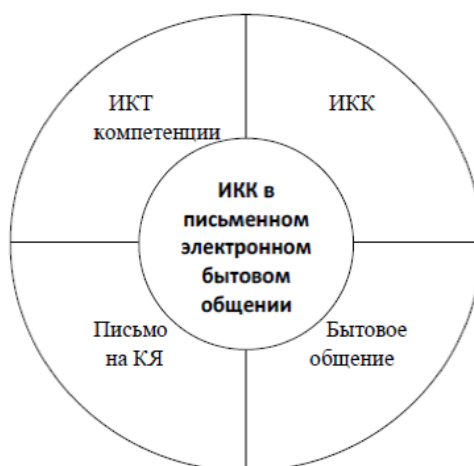 ИКТ
компетенции
ИКК
ИКК в
письменном
электронном
бытовом
общении
Письмо
на КЯ
Бытовое
общение